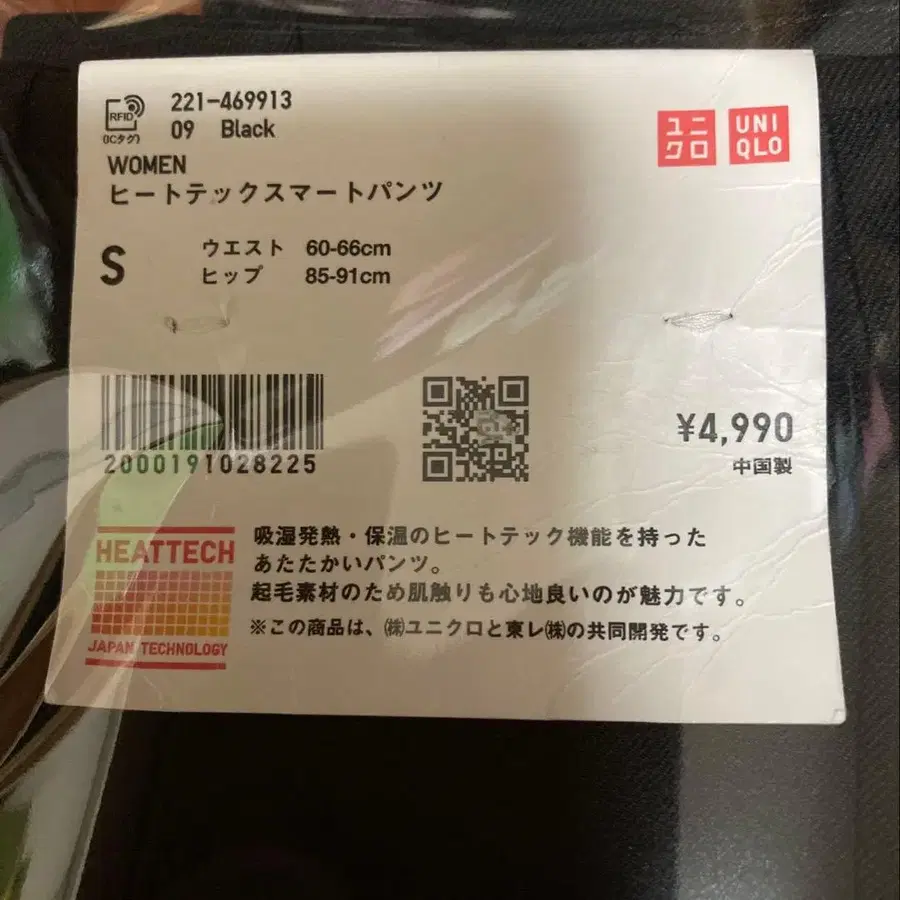 RFID
(ICタグ)
221-469913
09 Black
ユニクロ
UNIQLO
WOMEN
ヒートテックスマートパンツ
S
ウエスト 60-66cm
ヒップ 85-91cm
2000191028225
¥4,990
中国製
HEATTECH
JAPAN TECHNOLOGY
吸湿発熱・保温のヒートテック機能を持った
あたたかいパンツ。
起毛素材のため肌触りも心地良いのが魅力です。
※この商品は、㈱ユニクロと東レ㈱の共同開発です。